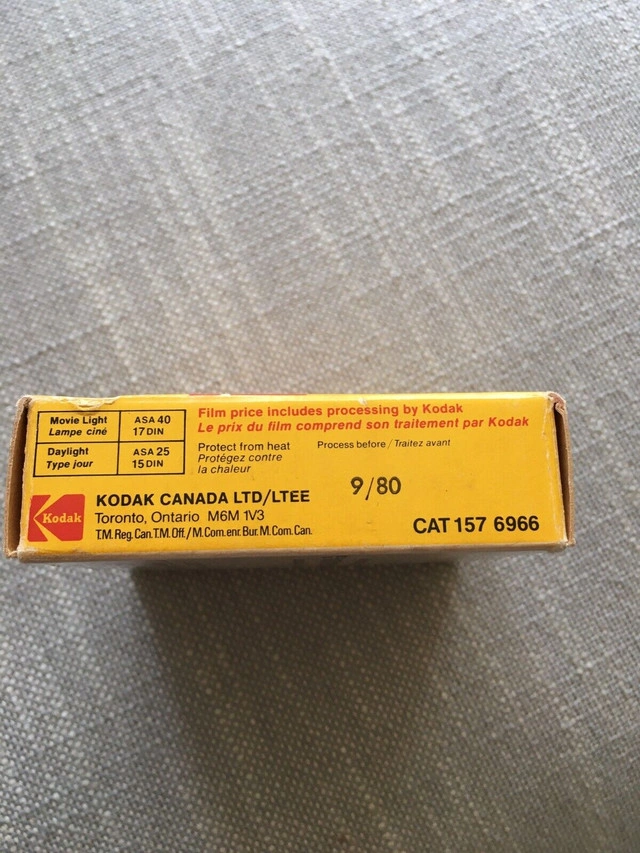 Movie Light
Lampe ciné
ASA 40
17 DIN
Daylight
Type jour
ASA 25
15 DIN
Film price includes processing by Kodak
Le prix du film comprend son traitement par Kodak
Protect from heat
Protégez contre
la chaleur
Process before / Traitez avant
9/80
Kodak
KODAK CANADA LTD/LTEE
Toronto, Ontario M6M 1V3
T.M. Reg. Can. T.M. Off. / M. Com. enr. Bur. M. Com. Can.
CAT 157 6966